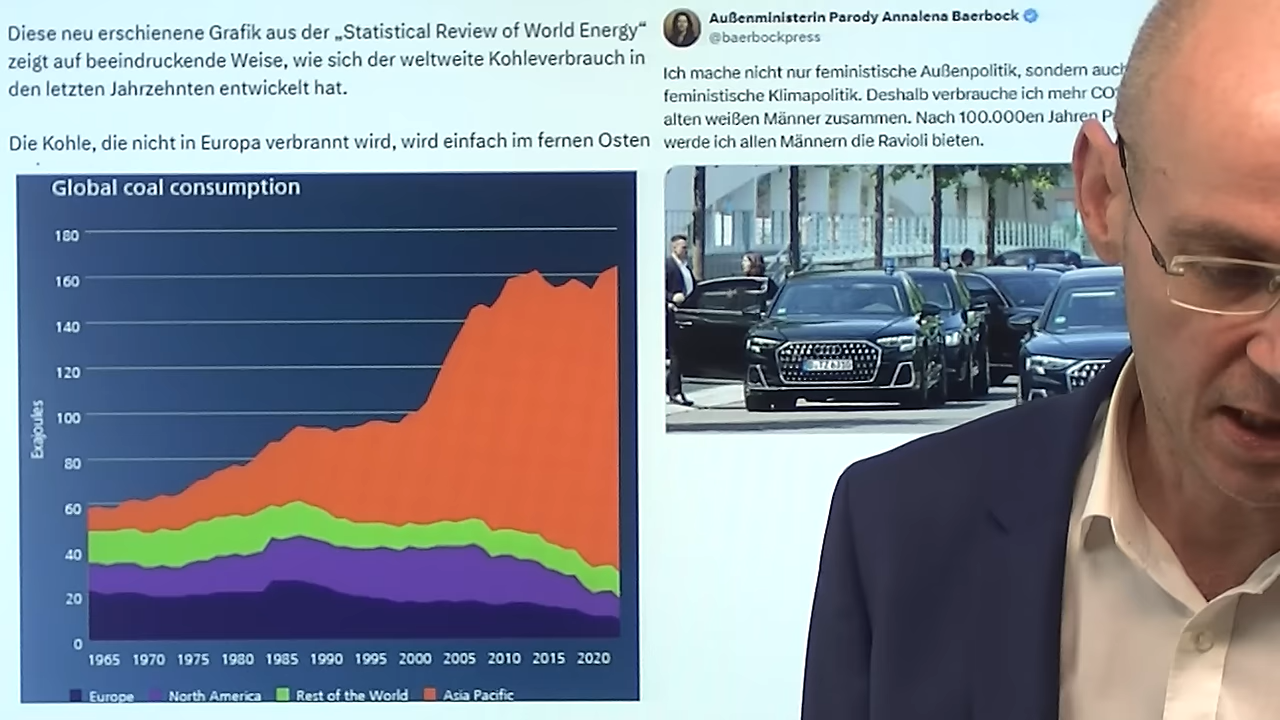 Diese neu erschienene Grafik aus der „Statistical Review of World Energy“
zeigt auf beeindruckende Weise, wie sich der weltweite Kohleverbrauch in
den letzten Jahrzehnten entwickelt hat.
Die Kohle, die nicht in Europa verbrannt wird, wird einfach im fernen Osten
Global coal consumption
180
160
140
120
100
80
60
40
20
0
Exajoules
1965 1970 1975 1980 1985 1990 1995 2000 2005 2010 2015 2020
Europe North America Rest of the World Asia Pacific
Außenministerin Parody Annalena Baerbock
@baerbockpress
Ich mache nicht nur feministische Außenpolitik, sondern auch
feministische Klimapolitik. Deshalb verbrauche ich mehr CO
alten weißen Männer zusammen. Nach 100.000en Jahren P
werde ich allen Männern die Ravioli bieten.